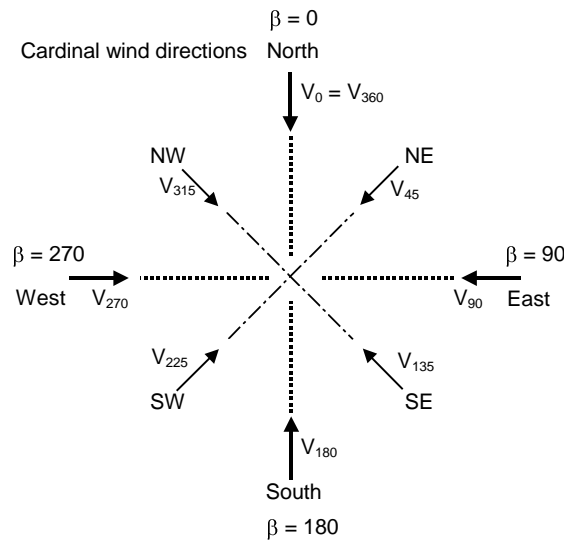 β = 0
Cardinal wind directions North
V₀ = V₃₆₀
NW NE
V₃₁₅ V₄₅
β = 270 β = 90
West V₂₇₀ V₉₀ East
V₂₂₅ V₁₃₅
SW SE
V₁₈₀
South
β = 180